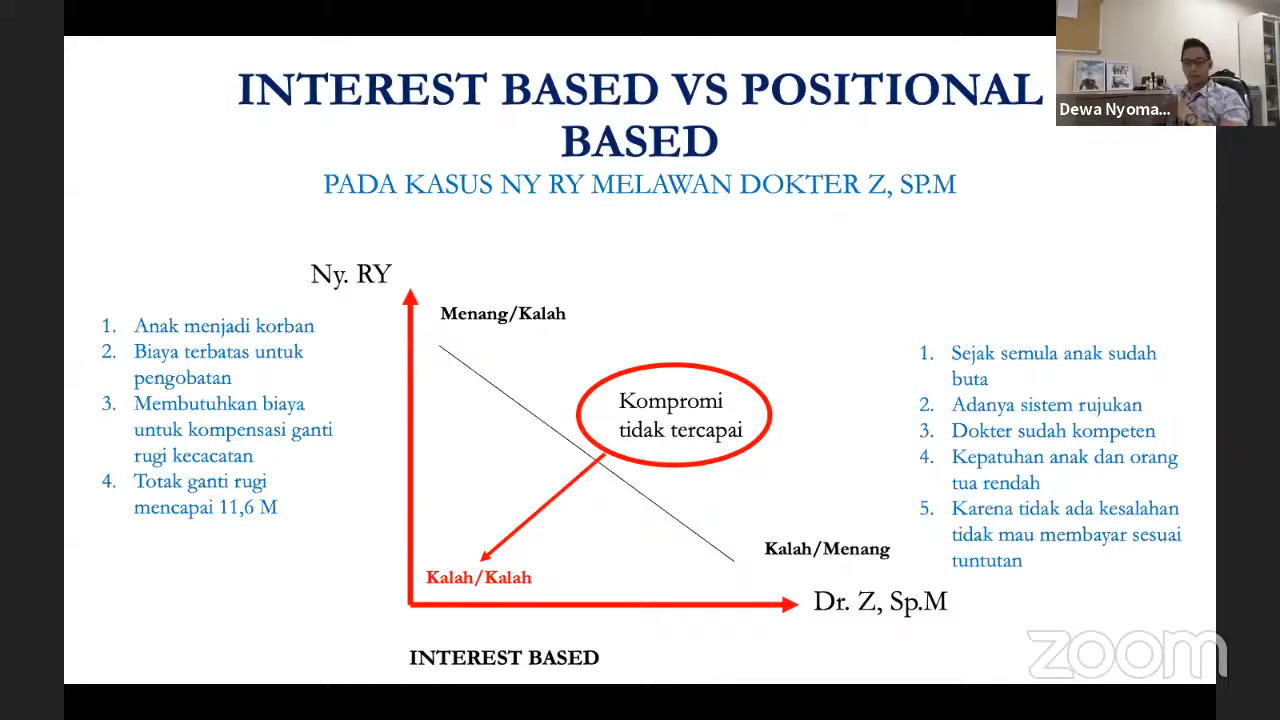 INTEREST BASED VS POSITIONAL
BASED
PADA KASUS NY RY MELAWAN DOKTER Z, SP.M
Dewa Nyoma...
Ny. RY
1. Anak menjadi korban
2. Biaya terbatas untuk
pengobatan
3. Membutuhkan biaya
untuk kompensasi ganti
rugi kecacatan
4. Totak ganti rugi
mencapai 11,6 M
Menang/Kalah
Kompromi
tidak tercapai
Kalah/Menang
Kalah/Kalah
Dr. Z, Sp.M
INTEREST BASED
1. Sejak semula anak sudah
buta
2. Adanya sistem rujukan
3. Dokter sudah kompeten
4. Kepatuhan anak dan orang
tua rendah
5. Karena tidak ada kesalahan
tidak mau membayar sesuai
tuntutan
zoom